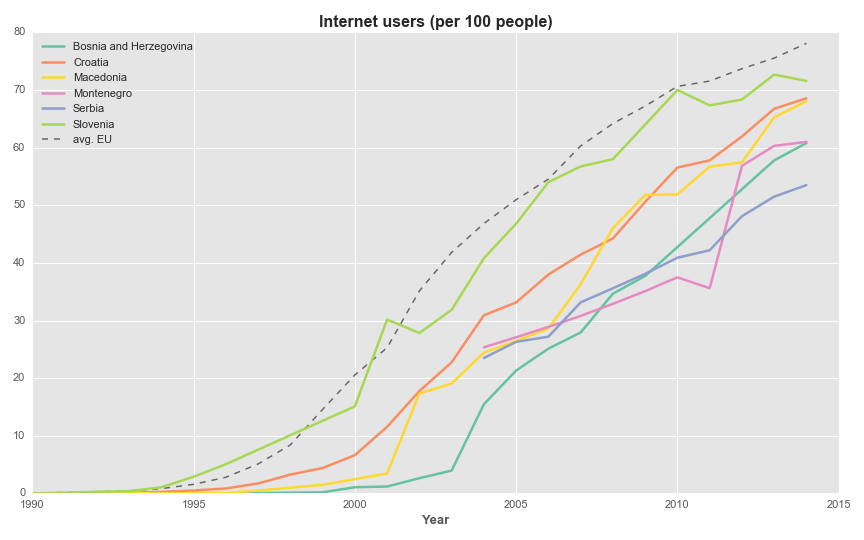 Internet users (per 100 people)
80
Bosnia and Herzegovina
Croatia
70
Macedonia
Montenegro
Serbia
Slovenia
avg. EU
60
50
40
30
20
10
0
1990 1995 2000 2005 2010 2015
Year